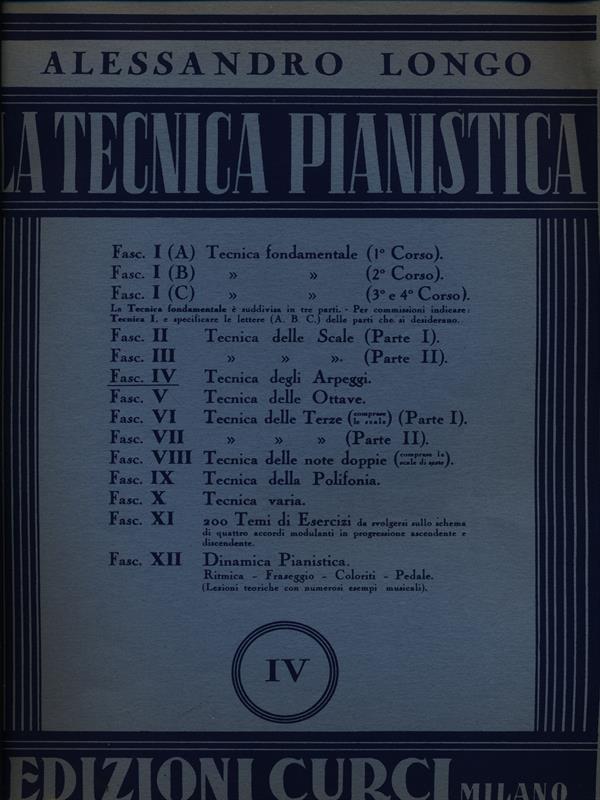 ALESSANDRO LONGO
LA TECNICA PIANISTICA
Fasc. I (A) Tecnica fondamentale (1º Corso).
Fasc. I (B) » » (2º Corso).
Fasc. I (C) » » (3º e 4º Corso).
La Tecnica fondamentale è suddivisa in tre parti. - Per commissioni indicare:
Tecnica I. e specificare le lettere (A. B. C.) delle parti che si desiderano.
Fasc. II Tecnica delle Scale (Parte I).
Fasc. III » » » (Parte II).
Fasc. IV Tecnica degli Arpeggi.
Fasc. V Tecnica delle Ottave.
Fasc. VI Tecnica delle Terze (comprese le scale) (Parte I).
Fasc. VII » » » (Parte II).
Fasc. VIII Tecnica delle note doppie (comprese la scale di seste).
Fasc. IX Tecnica della Polifonia.
Fasc. X Tecnica varia.
Fasc. XI 200 Temi di Esercizi da svolgersi sullo schema
di quattro accordi modulanti in progressione ascendente e
discendente.
Fasc. XII Dinamica Pianistica.
Ritmica - Fraseggio - Coloriti - Pedale.
(Lezioni teoriche con numerosi esempi musicali).
IV
EDIZIONI CURCI MILANO